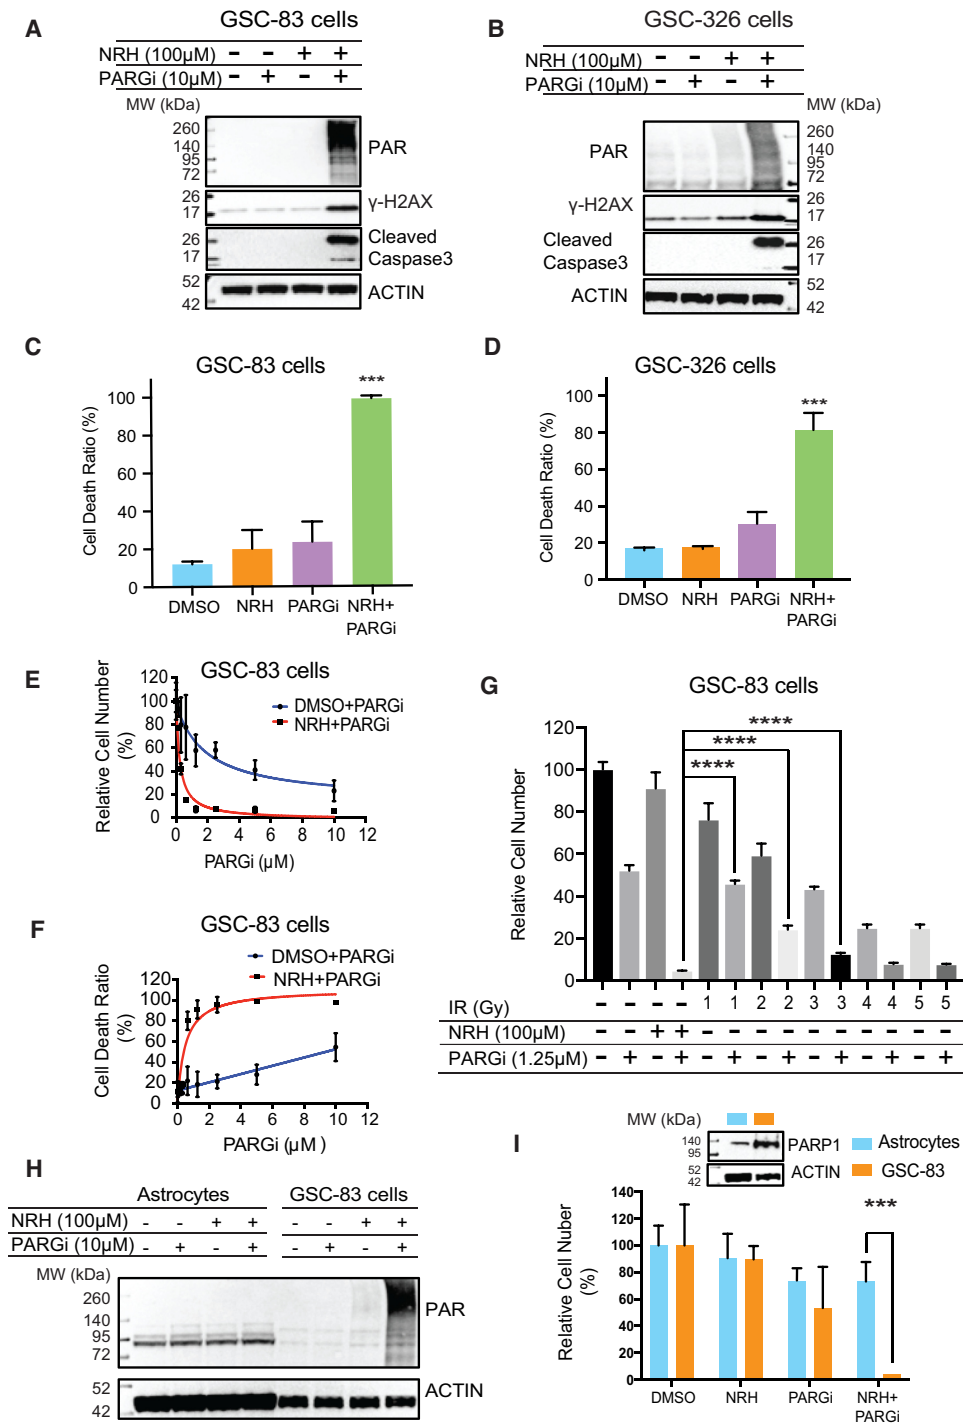 A
GSC-83 cells
NRH (100µM) - - + +
PARGi (10µM) - + - +
MW (kDa)
260
140
95
72
PAR
26
17
γ-H2AX
26
17
Cleaved
Caspase3
52
42
ACTIN
B
GSC-326 cells
NRH (100µM) - - + +
PARGi (10µM) - + - +
MW (kDa)
PAR
260
140
95
72
γ-H2AX
26
17
Cleaved
Caspase3
26
17
ACTIN
52
42
C
GSC-83 cells
Cell Death Ratio (%)
100
80
60
40
20
0
***
DMSO NRH PARGi NRH+
PARGi
D
GSC-326 cells
Cell Death Ratio (%)
100
80
60
40
20
0
***
DMSO NRH PARGi NRH+
PARGi
E
GSC-83 cells
Relative Cell Number
(%)
120
100
80
60
40
20
0
DMSO+PARGi
NRH+PARGi
0 2 4 6 8 10 12
PARGi (µM)
F
GSC-83 cells
Cell Death Ratio
(%)
120
100
80
60
40
20
0
DMSO+PARGi
NRH+PARGi
0 2 4 6 8 10 12
PARGi (µM )
G
GSC-83 cells
Relative Cell Number
120
100
80
60
40
20
0
****
****
****
IR (Gy) - - - - 1 1 2 2 3 3 4 4 5 5
NRH (100µM) - - + + - - - - - - - - - -
PARGi (1.25µM) - + - + - + - + - + - + - +
H
Astrocytes GSC-83 cells
NRH (100µM) - - + + - - + +
PARGi (10µM) - + - + - + - +
MW (kDa)
260
140
95
72
PAR
52
42
ACTIN
I
MW (kDa)
140
95
PARP1
52
42
ACTIN
Astrocytes
GSC-83
Relative Cell Nuber
(%)
140
120
100
80
60
40
20
0
***
DMSO NRH PARGi NRH+
PARGi